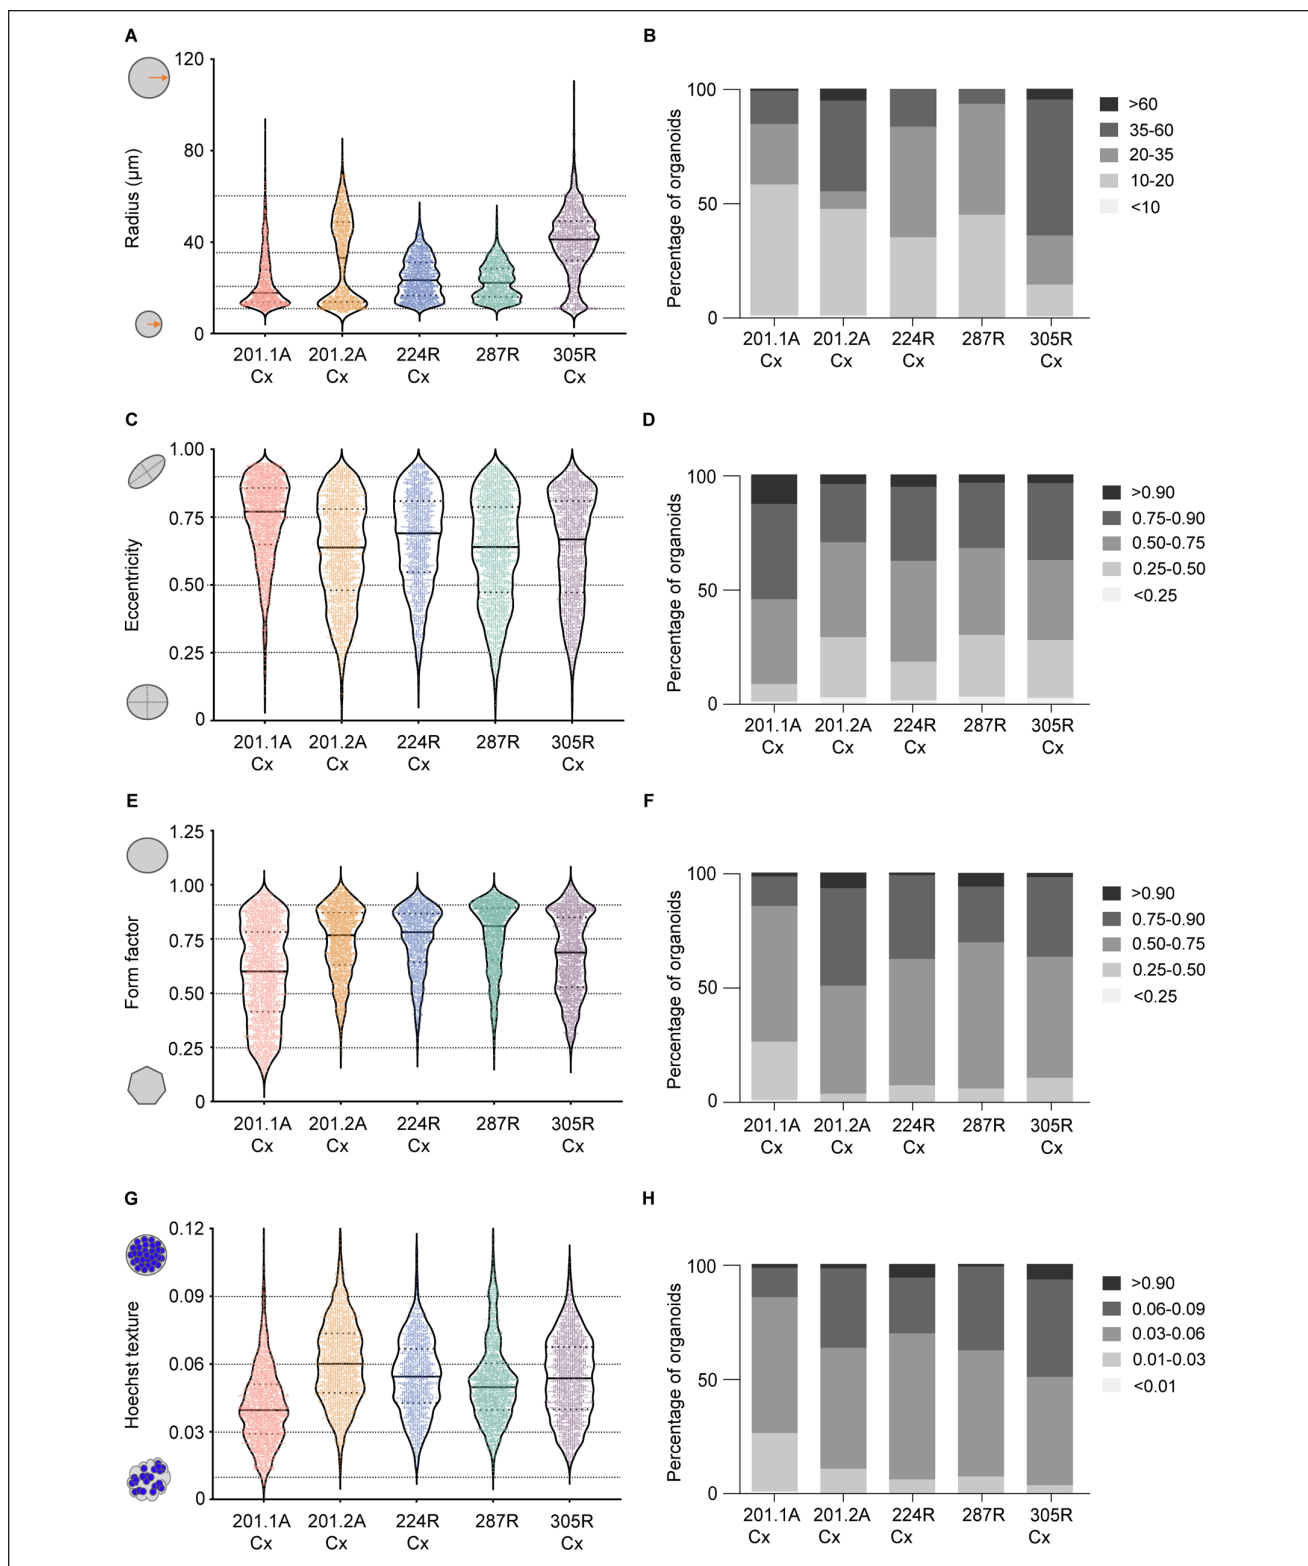 A
B
120
80
40
0
Radius (µm)
201.1A
Cx
201.2A
Cx
224R
Cx
287R
305R
Cx
100
50
0
Percentage of organoids
201.1A
Cx
201.2A
Cx
224R
Cx
287R
305R
Cx
>60
35-60
20-35
10-20
<10
C
D
1.00
0.75
0.50
0.25
0
Eccentricity
201.1A
Cx
201.2A
Cx
224R
Cx
287R
305R
Cx
100
50
0
Percentage of organoids
201.1A
Cx
201.2A
Cx
224R
Cx
287R
305R
Cx
>0.90
0.75-0.90
0.50-0.75
0.25-0.50
<0.25
E
F
1.25
1.00
0.75
0.50
0.25
0
Form factor
201.1A
Cx
201.2A
Cx
224R
Cx
287R
305R
Cx
100
50
0
Percentage of organoids
201.1A
Cx
201.2A
Cx
224R
Cx
287R
305R
Cx
>0.90
0.75-0.90
0.50-0.75
0.25-0.50
<0.25
G
H
0.12
0.09
0.06
0.03
0
Hoechst texture
201.1A
Cx
201.2A
Cx
224R
Cx
287R
305R
Cx
100
50
0
Percentage of organoids
201.1A
Cx
201.2A
Cx
224R
Cx
287R
305R
Cx
>0.90
0.06-0.09
0.03-0.06
0.01-0.03
<0.01